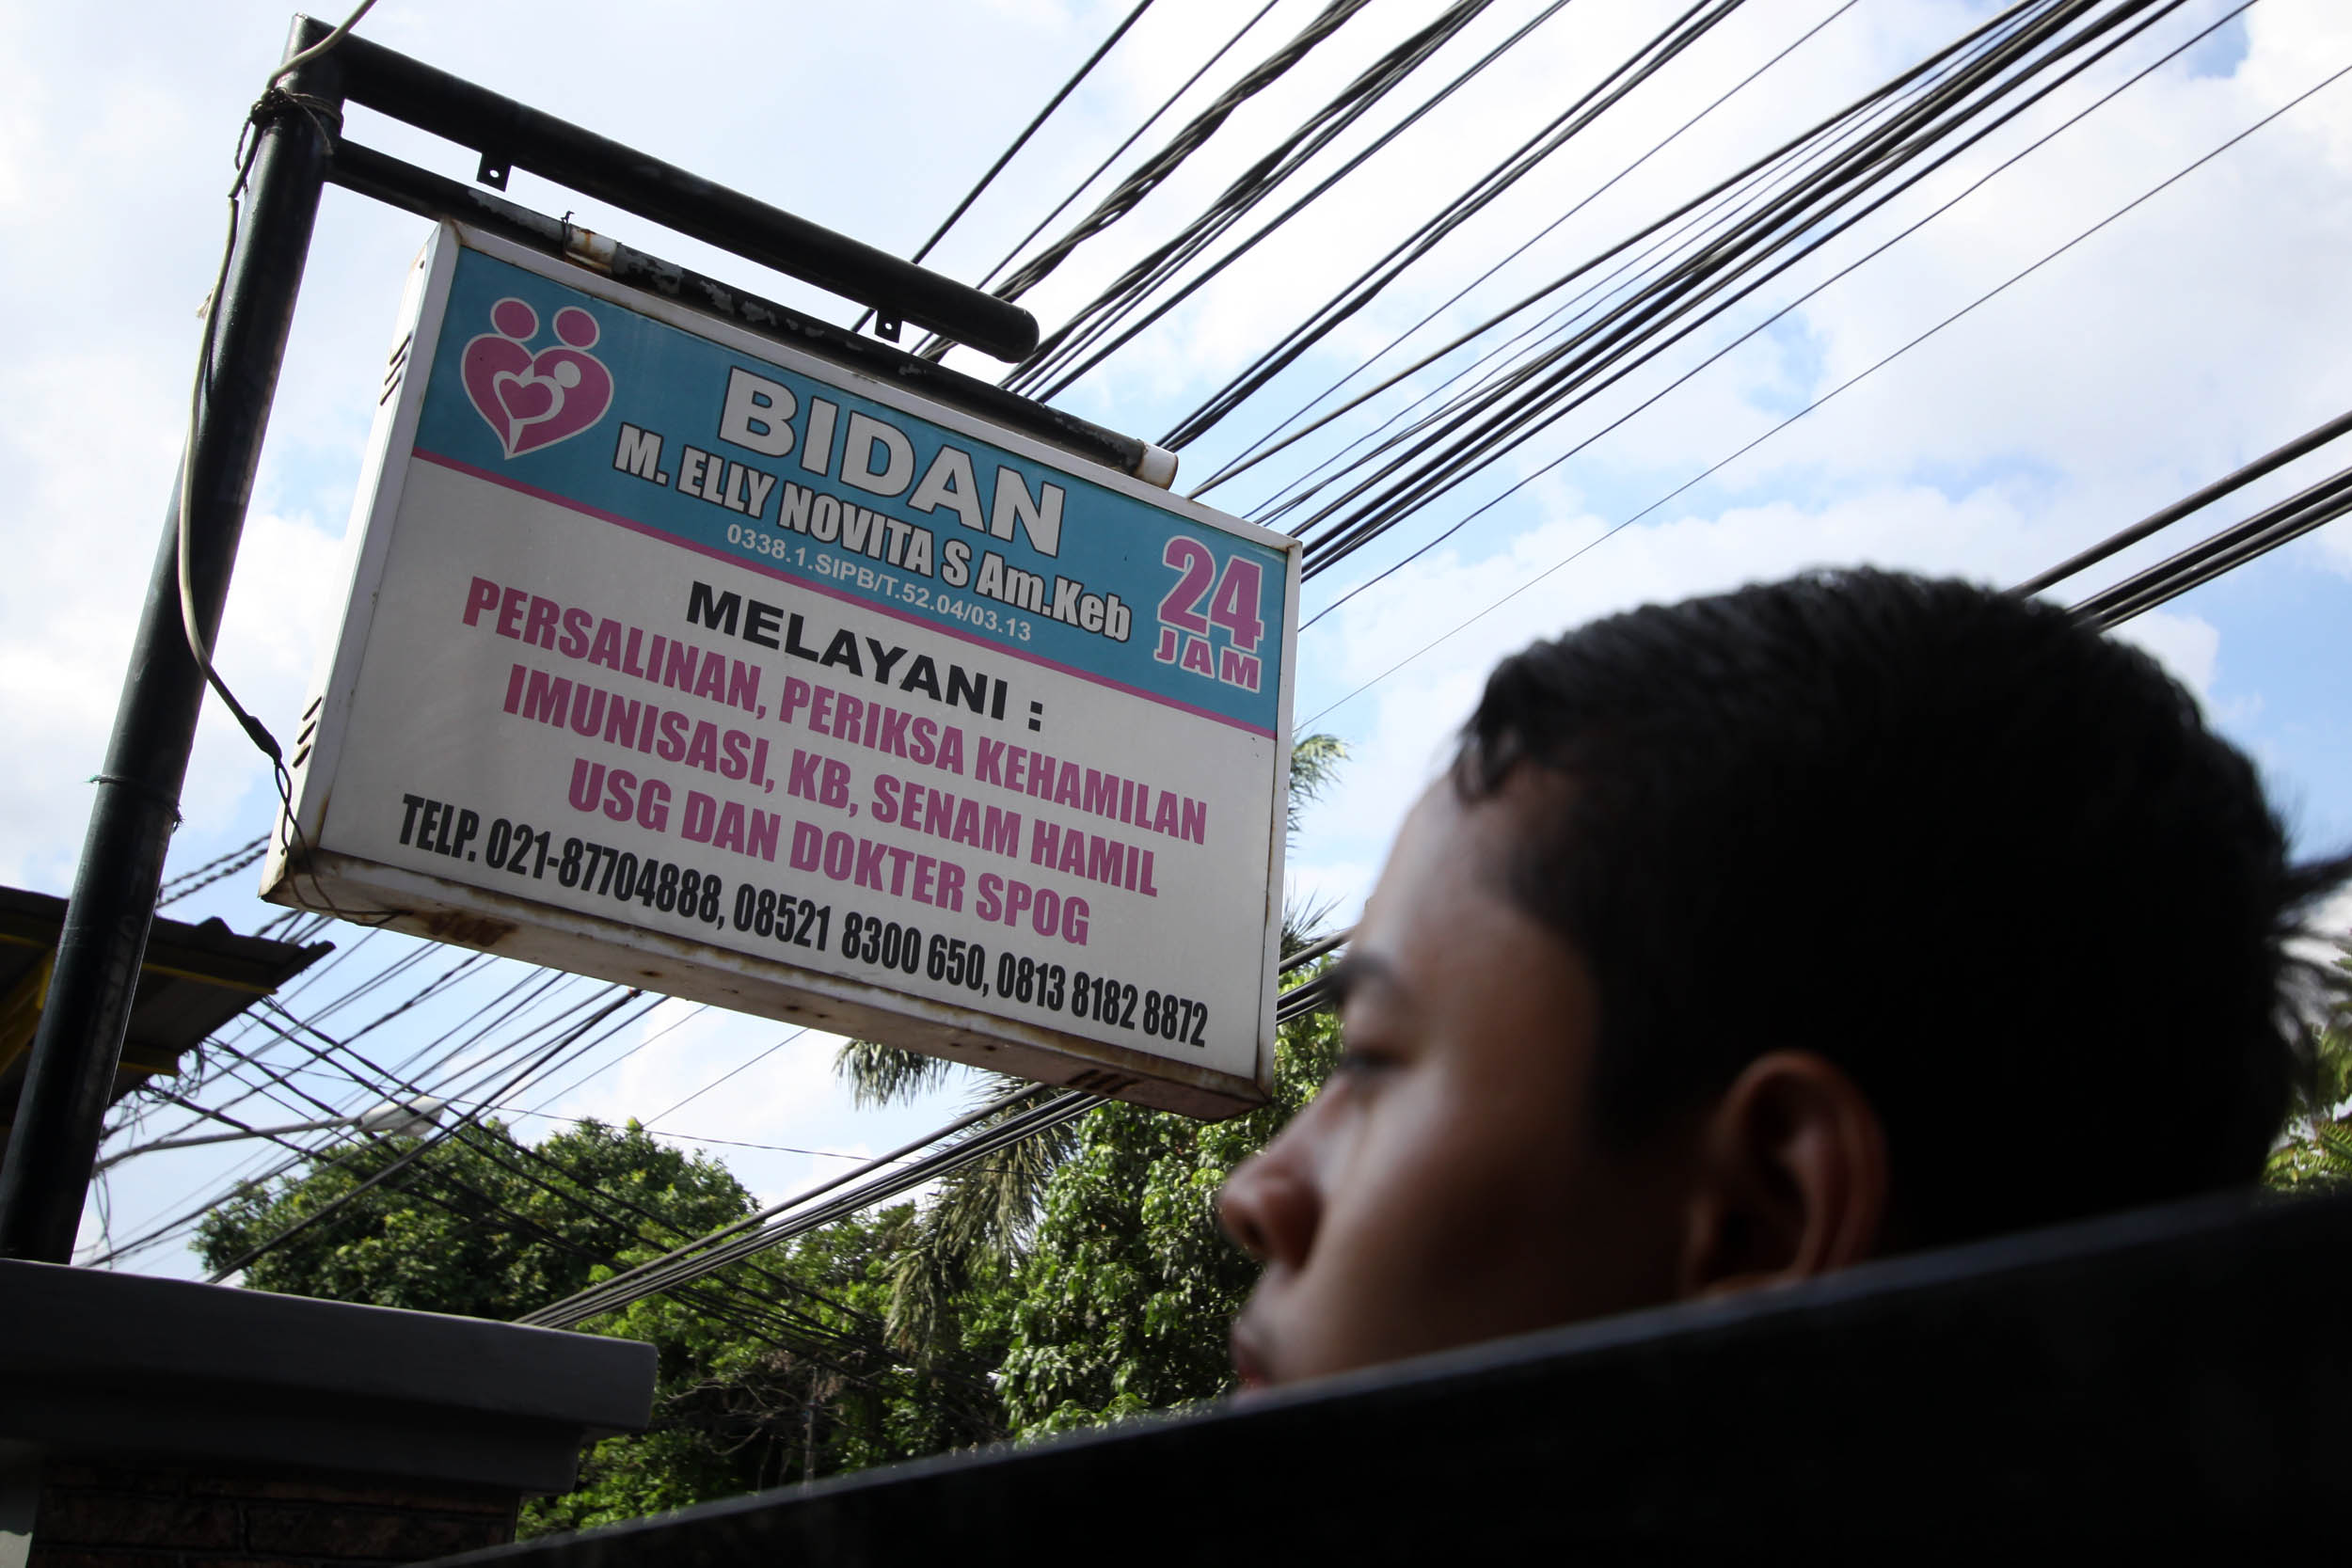 BIDAN
M. ELLY NOVITA S Am.Keb
0338.1.SIPB/T.52.04/03.13
24
JAM
MELAYANI :
PERSALINAN, PERIKSA KEHAMILAN
IMUNISASI, KB, SENAM HAMIL
USG DAN DOKTER SPOG
TELP. 021-87704888, 08521 8300 650, 0813 8182 8872